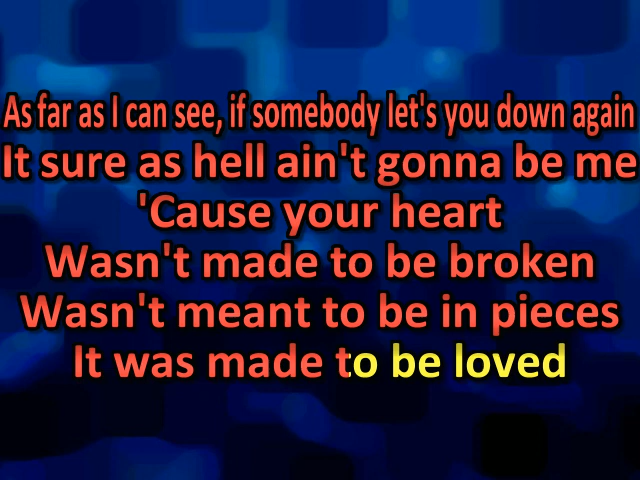 As far as I can see, if somebody let's you down again
It sure as hell ain't gonna be me
'Cause your heart
Wasn't made to be broken
Wasn't meant to be in pieces
It was made to be loved